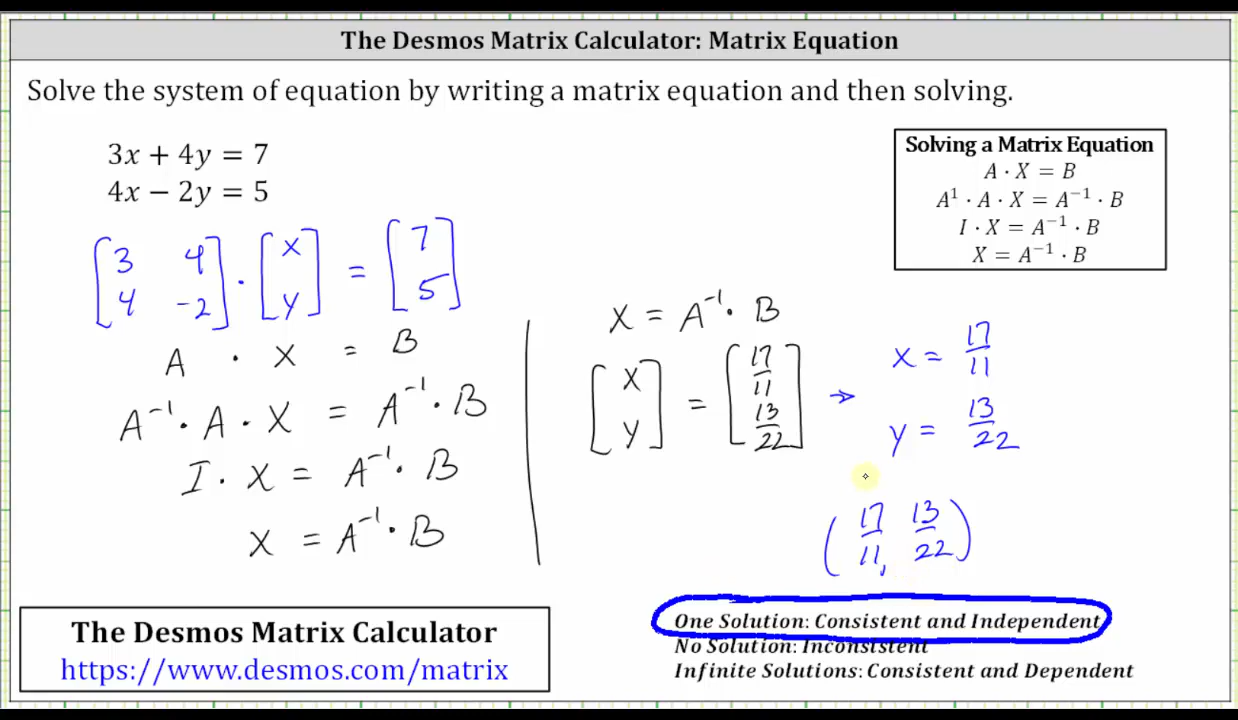 The Desmos Matrix Calculator: Matrix Equation
Solve the system of equation by writing a matrix equation and then solving.
3x + 4y = 7
4x − 2y = 5
[3 4
4 -2] · [x
y] = [7
5]
A · X = B
A⁻¹ · A · X = A⁻¹ · B
I · X = A⁻¹ · B
X = A⁻¹ · B
Solving a Matrix Equation
A · X = B
A¹ · A · X = A⁻¹ · B
I · X = A⁻¹ · B
X = A⁻¹ · B
X = A⁻¹ · B
[x
y] = [17/11
13/22] → x = 17/11
y = 13/22
(17/11, 13/22)
The Desmos Matrix Calculator
https://www.desmos.com/matrix
One Solution: Consistent and Independent
No Solution: Inconsistent
Infinite Solutions: Consistent and Dependent